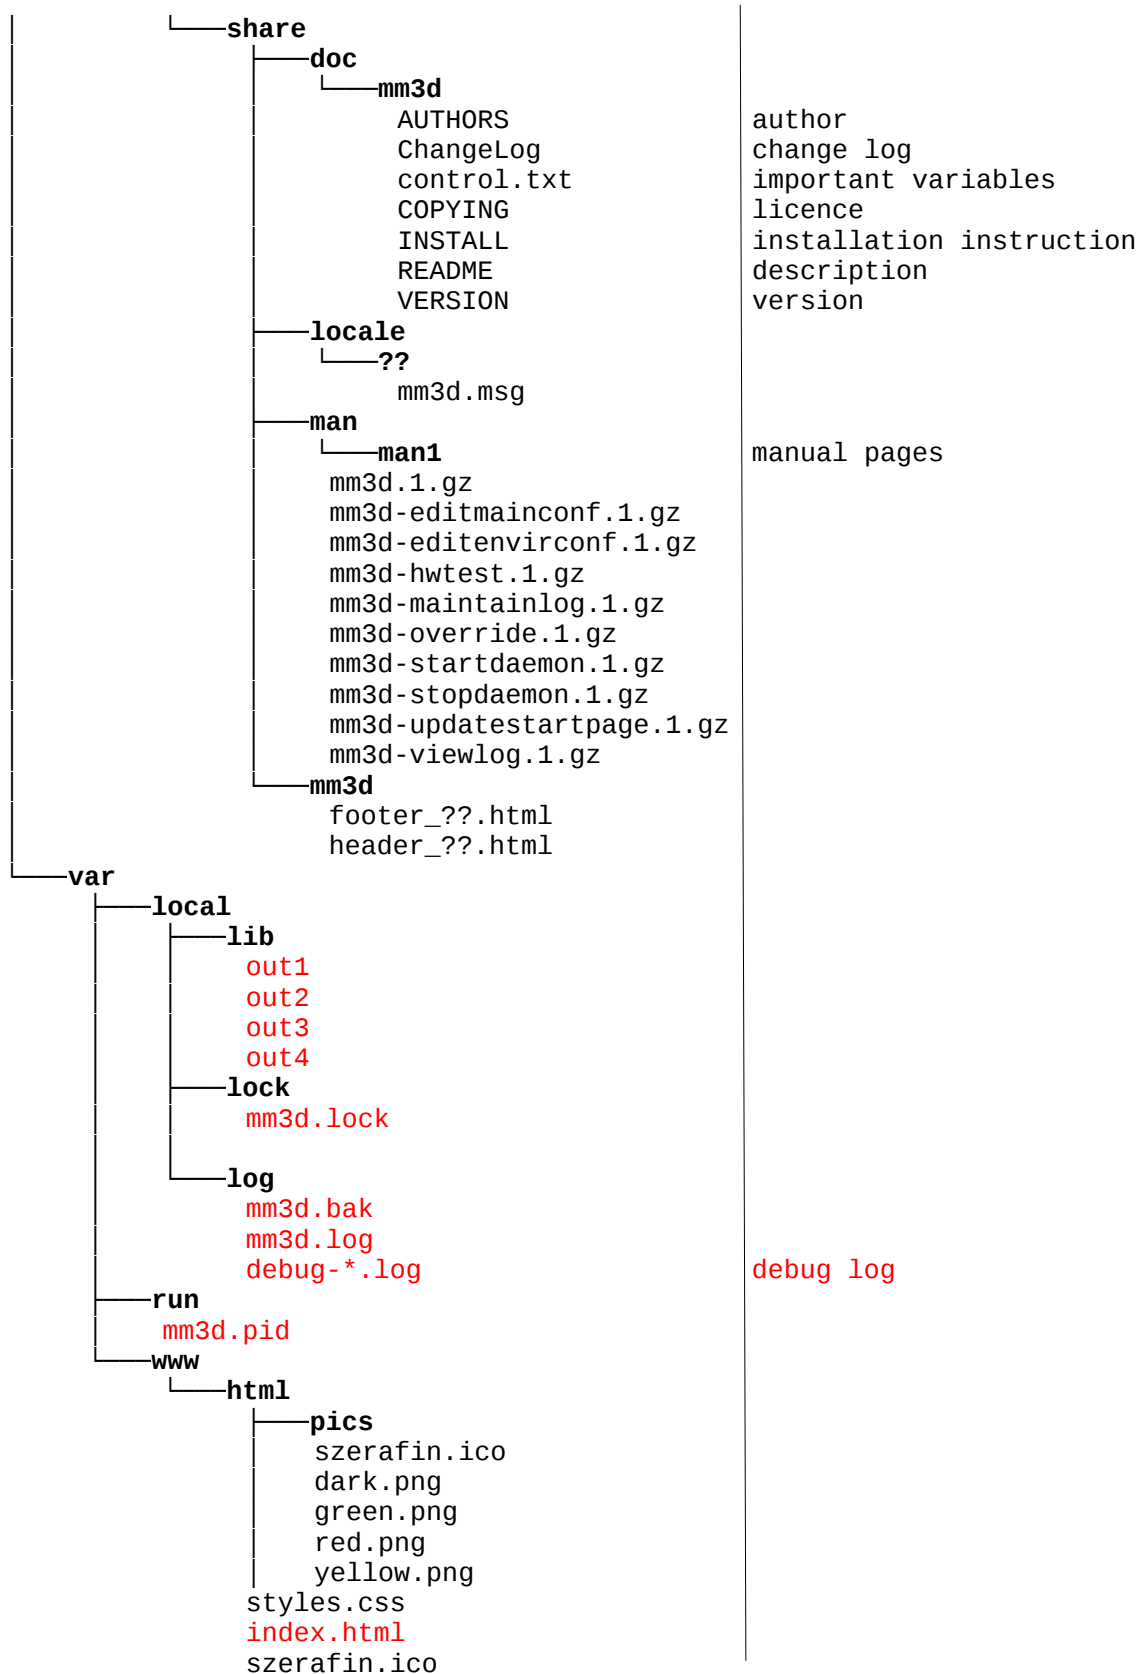 share
doc
mm3d
AUTHORS author
ChangeLog change log
control.txt important variables
COPYING licence
INSTALL installation instruction
README description
VERSION version
locale
??
mm3d.msg
man
man1 manual pages
mm3d.1.gz
mm3d-editmainconf.1.gz
mm3d-editenvirconf.1.gz
mm3d-hwtest.1.gz
mm3d-maintainlog.1.gz
mm3d-override.1.gz
mm3d-startdaemon.1.gz
mm3d-stopdaemon.1.gz
mm3d-updatestartpage.1.gz
mm3d-viewlog.1.gz
mm3d
footer_??.html
header_??.html
var
local
lib
out1
out2
out3
out4
lock
mm3d.lock
log
mm3d.bak
mm3d.log
debug-*.log debug log
run
mm3d.pid
www
html
pics
szerafin.ico
dark.png
green.png
red.png
yellow.png
styles.css
index.html
szerafin.ico